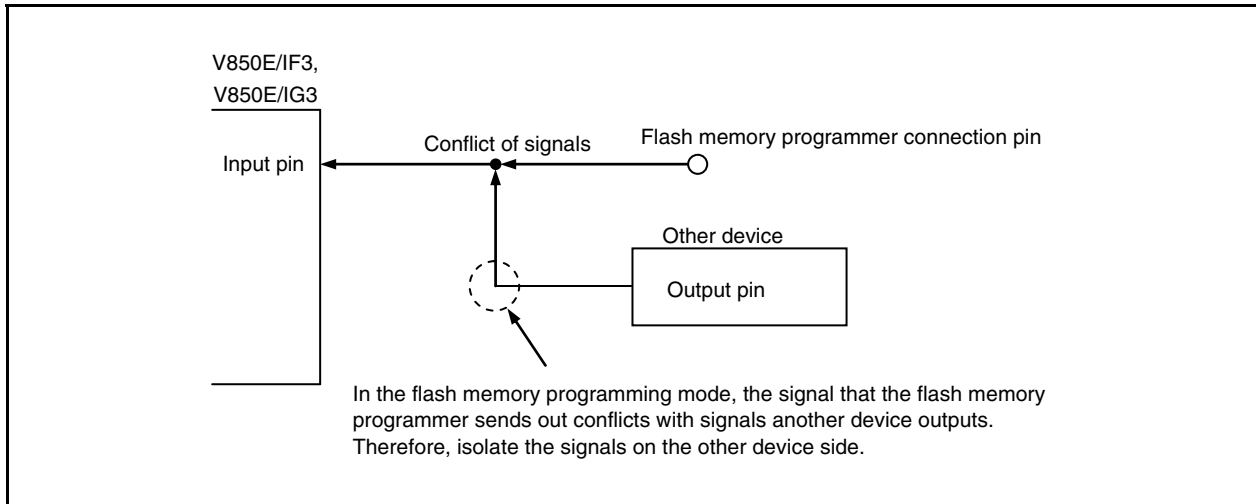 V850E/IF3,
V850E/IG3
Input pin
Conflict of signals
Flash memory programmer connection pin
Other device
Output pin
In the flash memory programming mode, the signal that the flash memory
programmer sends out conflicts with signals another device outputs.
Therefore, isolate the signals on the other device side.